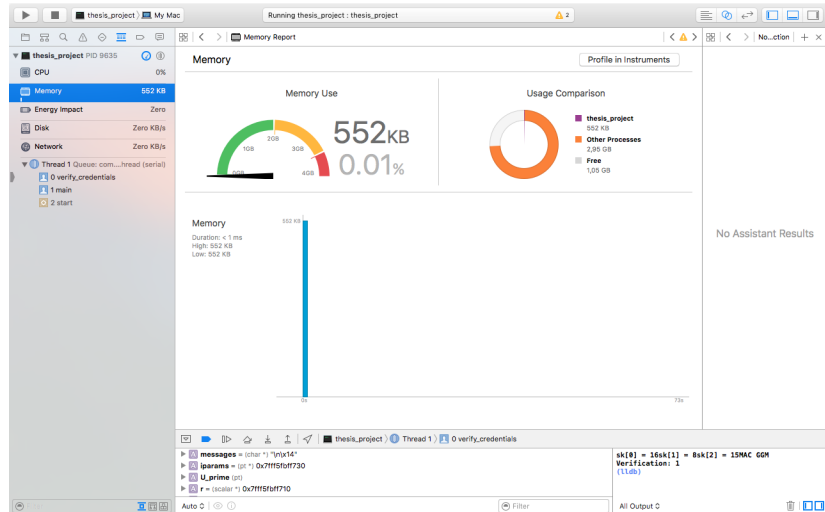 thesis_project
My Mac
Running thesis_project : thesis_project
2
thesis_project PID 9635
CPU 0%
Memory 552 KB
Energy Impact Zero
Disk Zero KB/s
Network Zero KB/s
Thread 1 Queue: com....hread (serial)
0 verify_credentials
1 main
2 start
Memory Report
No...ction
Memory
Profile in Instruments
Memory Use
0GB
1GB
2GB
3GB
4GB
552KB
0.01%
Usage Comparison
thesis_project
552 KB
Other Processes
2,95 GB
Free
1,05 GB
Memory
Duration: < 1 ms
High: 552 KB
Low: 552 KB
552 KB
0s
73s
No Assistant Results
thesis_project
Thread 1
0 verify_credentials
messages = (char *) "\n\x14"
iparams = (pt *) 0x7fff5fbff730
U_prime (pt)
r = (scalar *) 0x7fff5fbff710
Auto
Filter
sk[0] = 16sk[1] = 8sk[2] = 15MAC GGM
Verification: 1
(lldb)
All Output